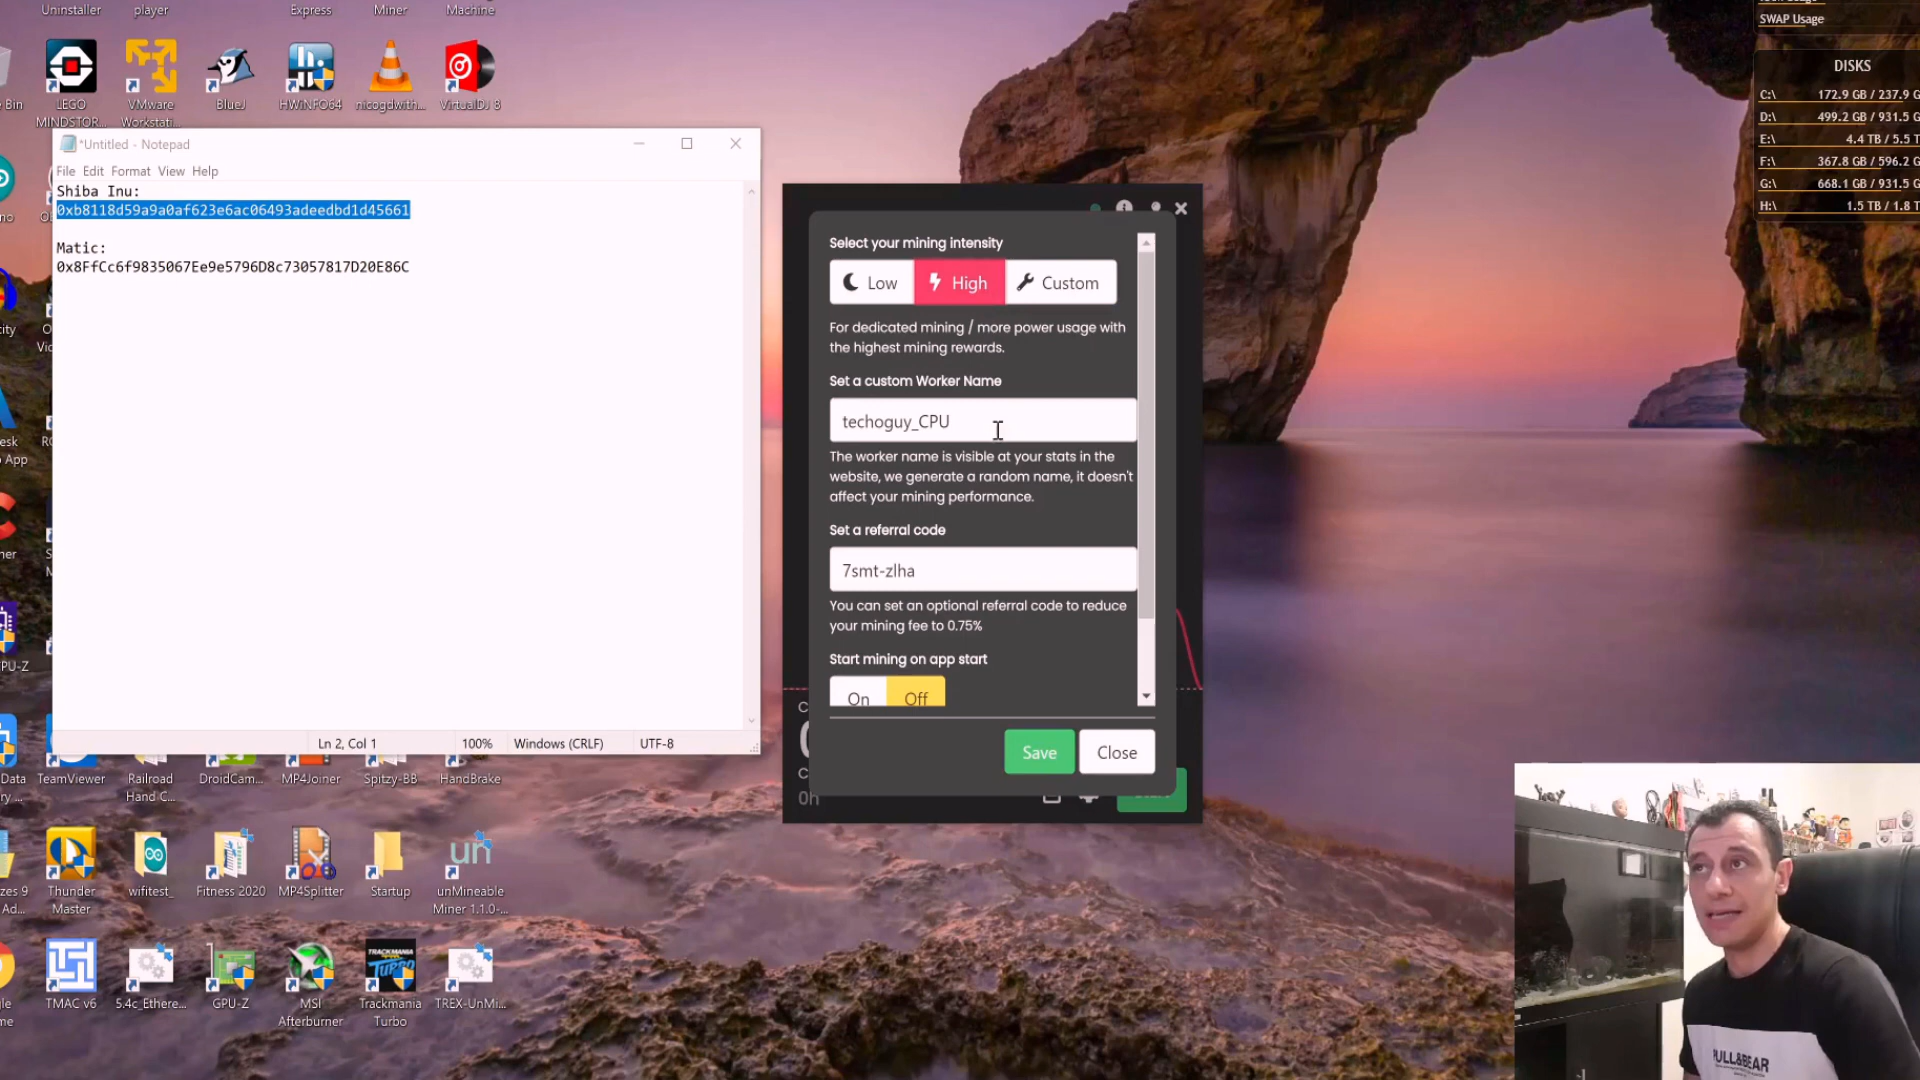 Uninstaller
player
Express
Miner
Machine
SWAP Usage
DISKS
C:\ 172.9 GB / 237.9 G
D:\ 499.2 GB / 931.5 G
E:\ 4.4 TB / 5.5 T
F:\ 367.8 GB / 596.2 G
G:\ 668.1 GB / 931.5 G
H:\ 1.5 TB / 1.8 T
Bin
LEGO
MINDSTOR...
VMware
Workstati...
BlueJ
HWiNFO64
nicogdwith...
VirtualDJ 8
*Untitled - Notepad
File Edit Format View Help
Shiba Inu:
0xb8118d59a9a0af623e6ac06493adeedbd1d45661
Matic:
0x8FfCc6f9835067Ee9e5796D8c73057817D20E86C
Ln 2, Col 1
100%
Windows (CRLF)
UTF-8
Select your mining intensity
Low
High
Custom
For dedicated mining / more power usage with
the highest mining rewards.
Set a custom Worker Name
techoguy_CPU
The worker name is visible at your stats in the
website, we generate a random name, it doesn't
affect your mining performance.
Set a referral code
7smt-zlha
You can set an optional referral code to reduce
your mining fee to 0.75%
Start mining on app start
On
Off
Save
Close
0h
TeamViewer
Railroad
Hand C...
DroidCam...
MP4Joiner
Spitzy-BB
HandBrake
Thunder
Master
wifitest_
Fitness 2020
MP4Splitter
Startup
un
unMineable
Miner 1.1.0-...
TMAC v6
5.4c_Ethere...
GPU-Z
MSI
Afterburner
TRACKMANIA
TURBO
Trackmania
Turbo
TREX-UnMi...
PULL&BEAR